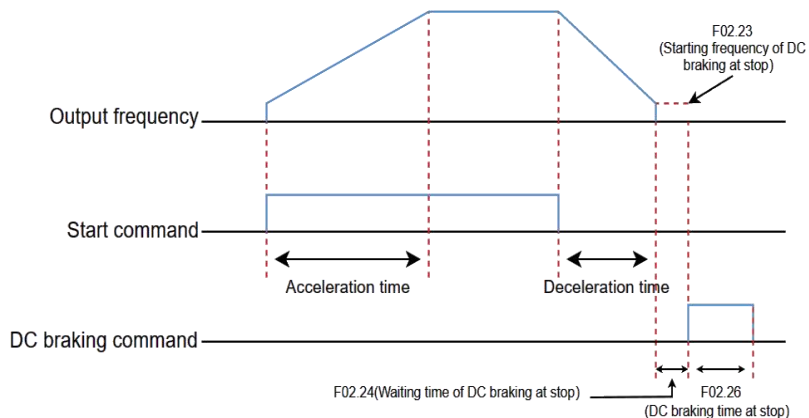 F02.23
(Starting frequency of DC
braking at stop)
Output frequency
Start command
Acceleration time
Deceleration time
DC braking command
F02.24(Waiting time of DC braking at stop)
F02.26
(DC braking time at stop)